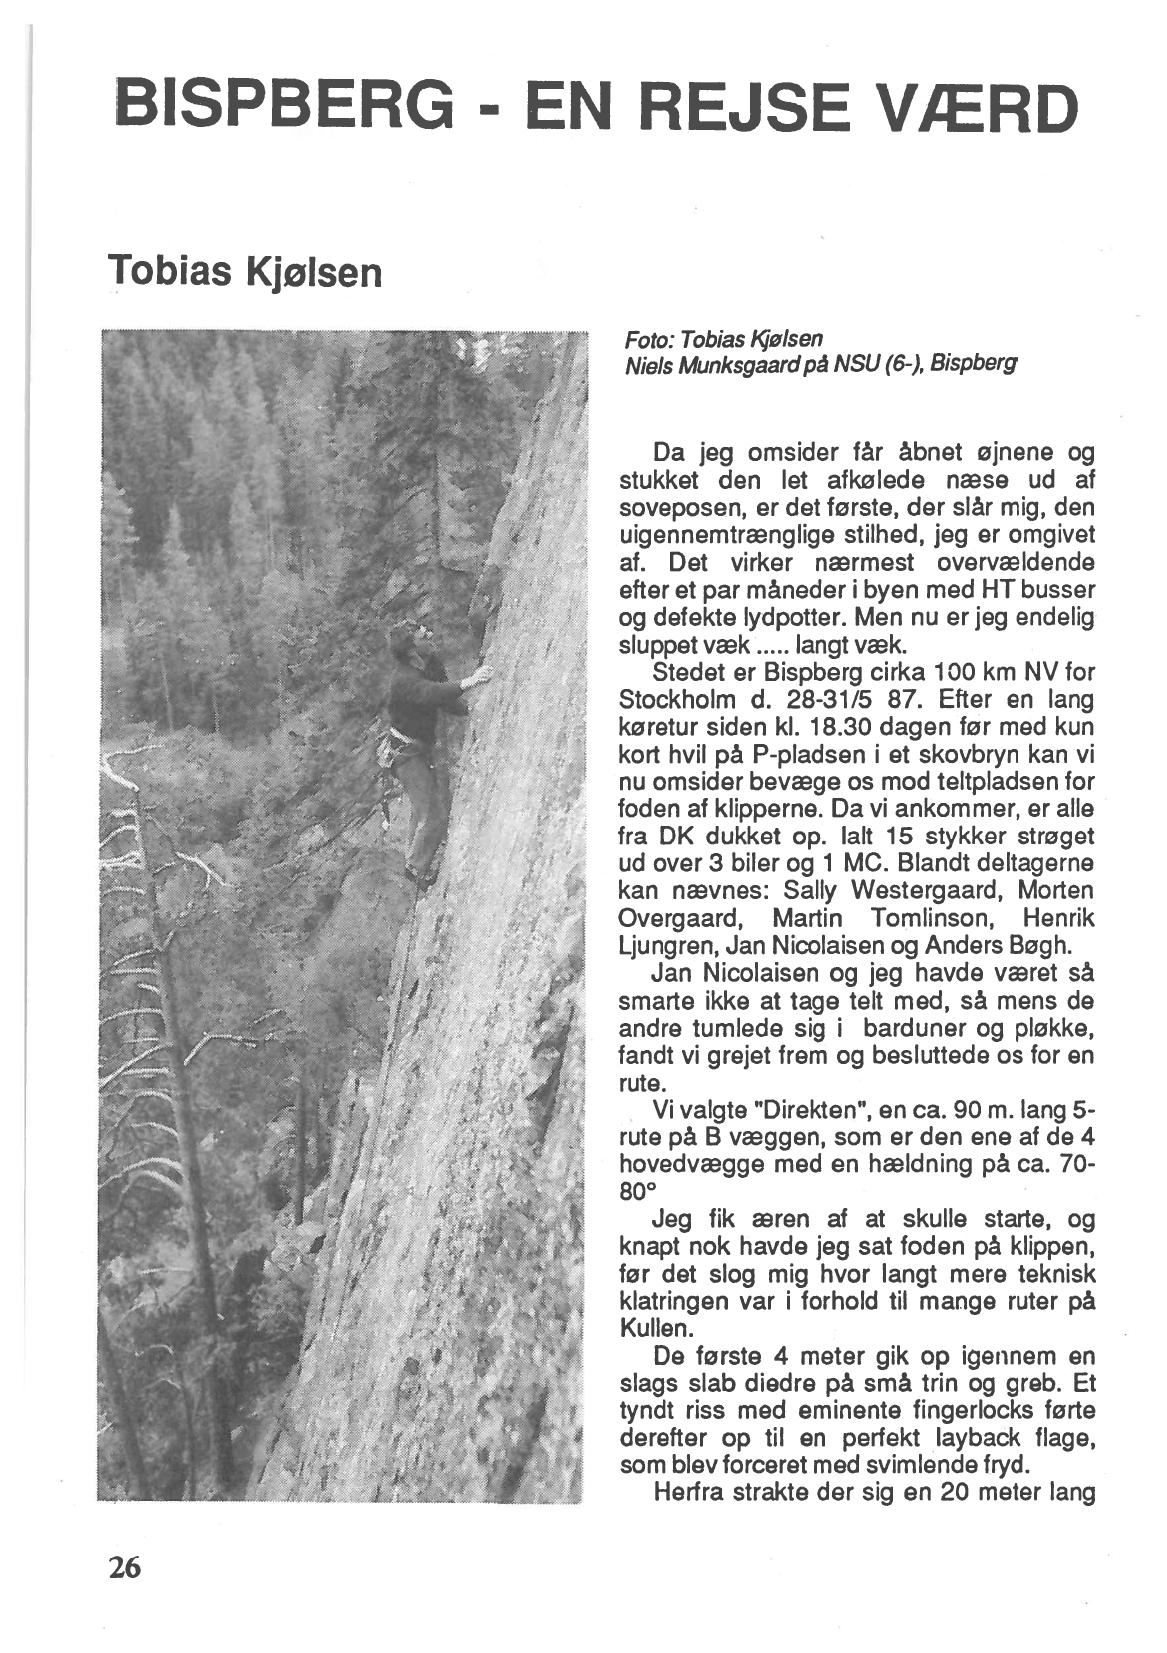 BISPBERG - EN REJSE VÆRD
Tobias Kjølsen
Foto: Tobias Kjølsen
Niels Munksgaard på NSU (6-), Bispberg
Da jeg omsider får åbnet øjnene og
stukket den let afkølede næse ud af
soveposen, er det første, der slår mig, den
uigennemtrænglige stilhed, jeg er omgivet
af. Det virker nærmest overvældende
efter et par måneder i byen med HT busser
og defekte lydpotter. Men nu er jeg endelig
sluppet væk ..... langt væk.
Stedet er Bispberg cirka 100 km NV for
Stockholm d. 28-31/5 87. Efter en lang
køretur siden kl. 18.30 dagen før med kun
kort hvil på P-pladsen i et skovbryn kan vi
nu omsider bevæge os mod teltpladsen for
foden af klipperne. Da vi ankommer, er alle
fra DK dukket op. Ialt 15 stykker strøget
ud over 3 biler og 1 MC. Blandt deltagerne
kan nævnes: Sally Westergaard, Morten
Overgaard, Martin Tomlinson, Henrik
Ljungren, Jan Nicolaisen og Anders Bøgh.
Jan Nicolaisen og jeg havde været så
smarte ikke at tage telt med, så mens de
andre tumlede sig i barduner og pløkke,
fandt vi grejet frem og besluttede os for en
rute.
Vi valgte "Direkten", en ca. 90 m. lang 5-
rute på B væggen, som er den ene af de 4
hovedvægge med en hældning på ca. 70-
80°
Jeg fik æren af at skulle starte, og
knapt nok havde jeg sat foden på klippen,
før det slog mig hvor langt mere teknisk
klatringen var i forhold til mange ruter på
Kullen.
De første 4 meter gik op igennem en
slags slab diedre på små trin og greb. Et
tyndt riss med eminente fingerlocks førte
derefter op til en perfekt layback flage,
som blev forceret med svimlende fryd.
Herfra strakte der sig en 20 meter lang
26